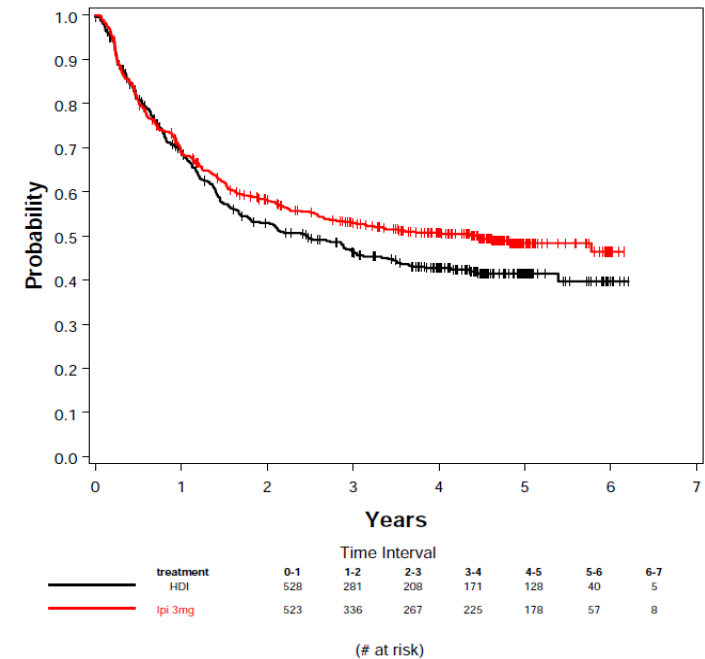 1.0
0.9
0.8
0.7
0.6
0.5
0.4
0.3
0.2
0.1
0.0
Probability
0 1 2 3 4 5 6 7
Years
Time Interval
treatment 0-1 1-2 2-3 3-4 4-5 5-6 6-7
HDI 528 281 208 171 128 40 5
Ipi 3mg 523 336 267 225 178 57 8
(# at risk)